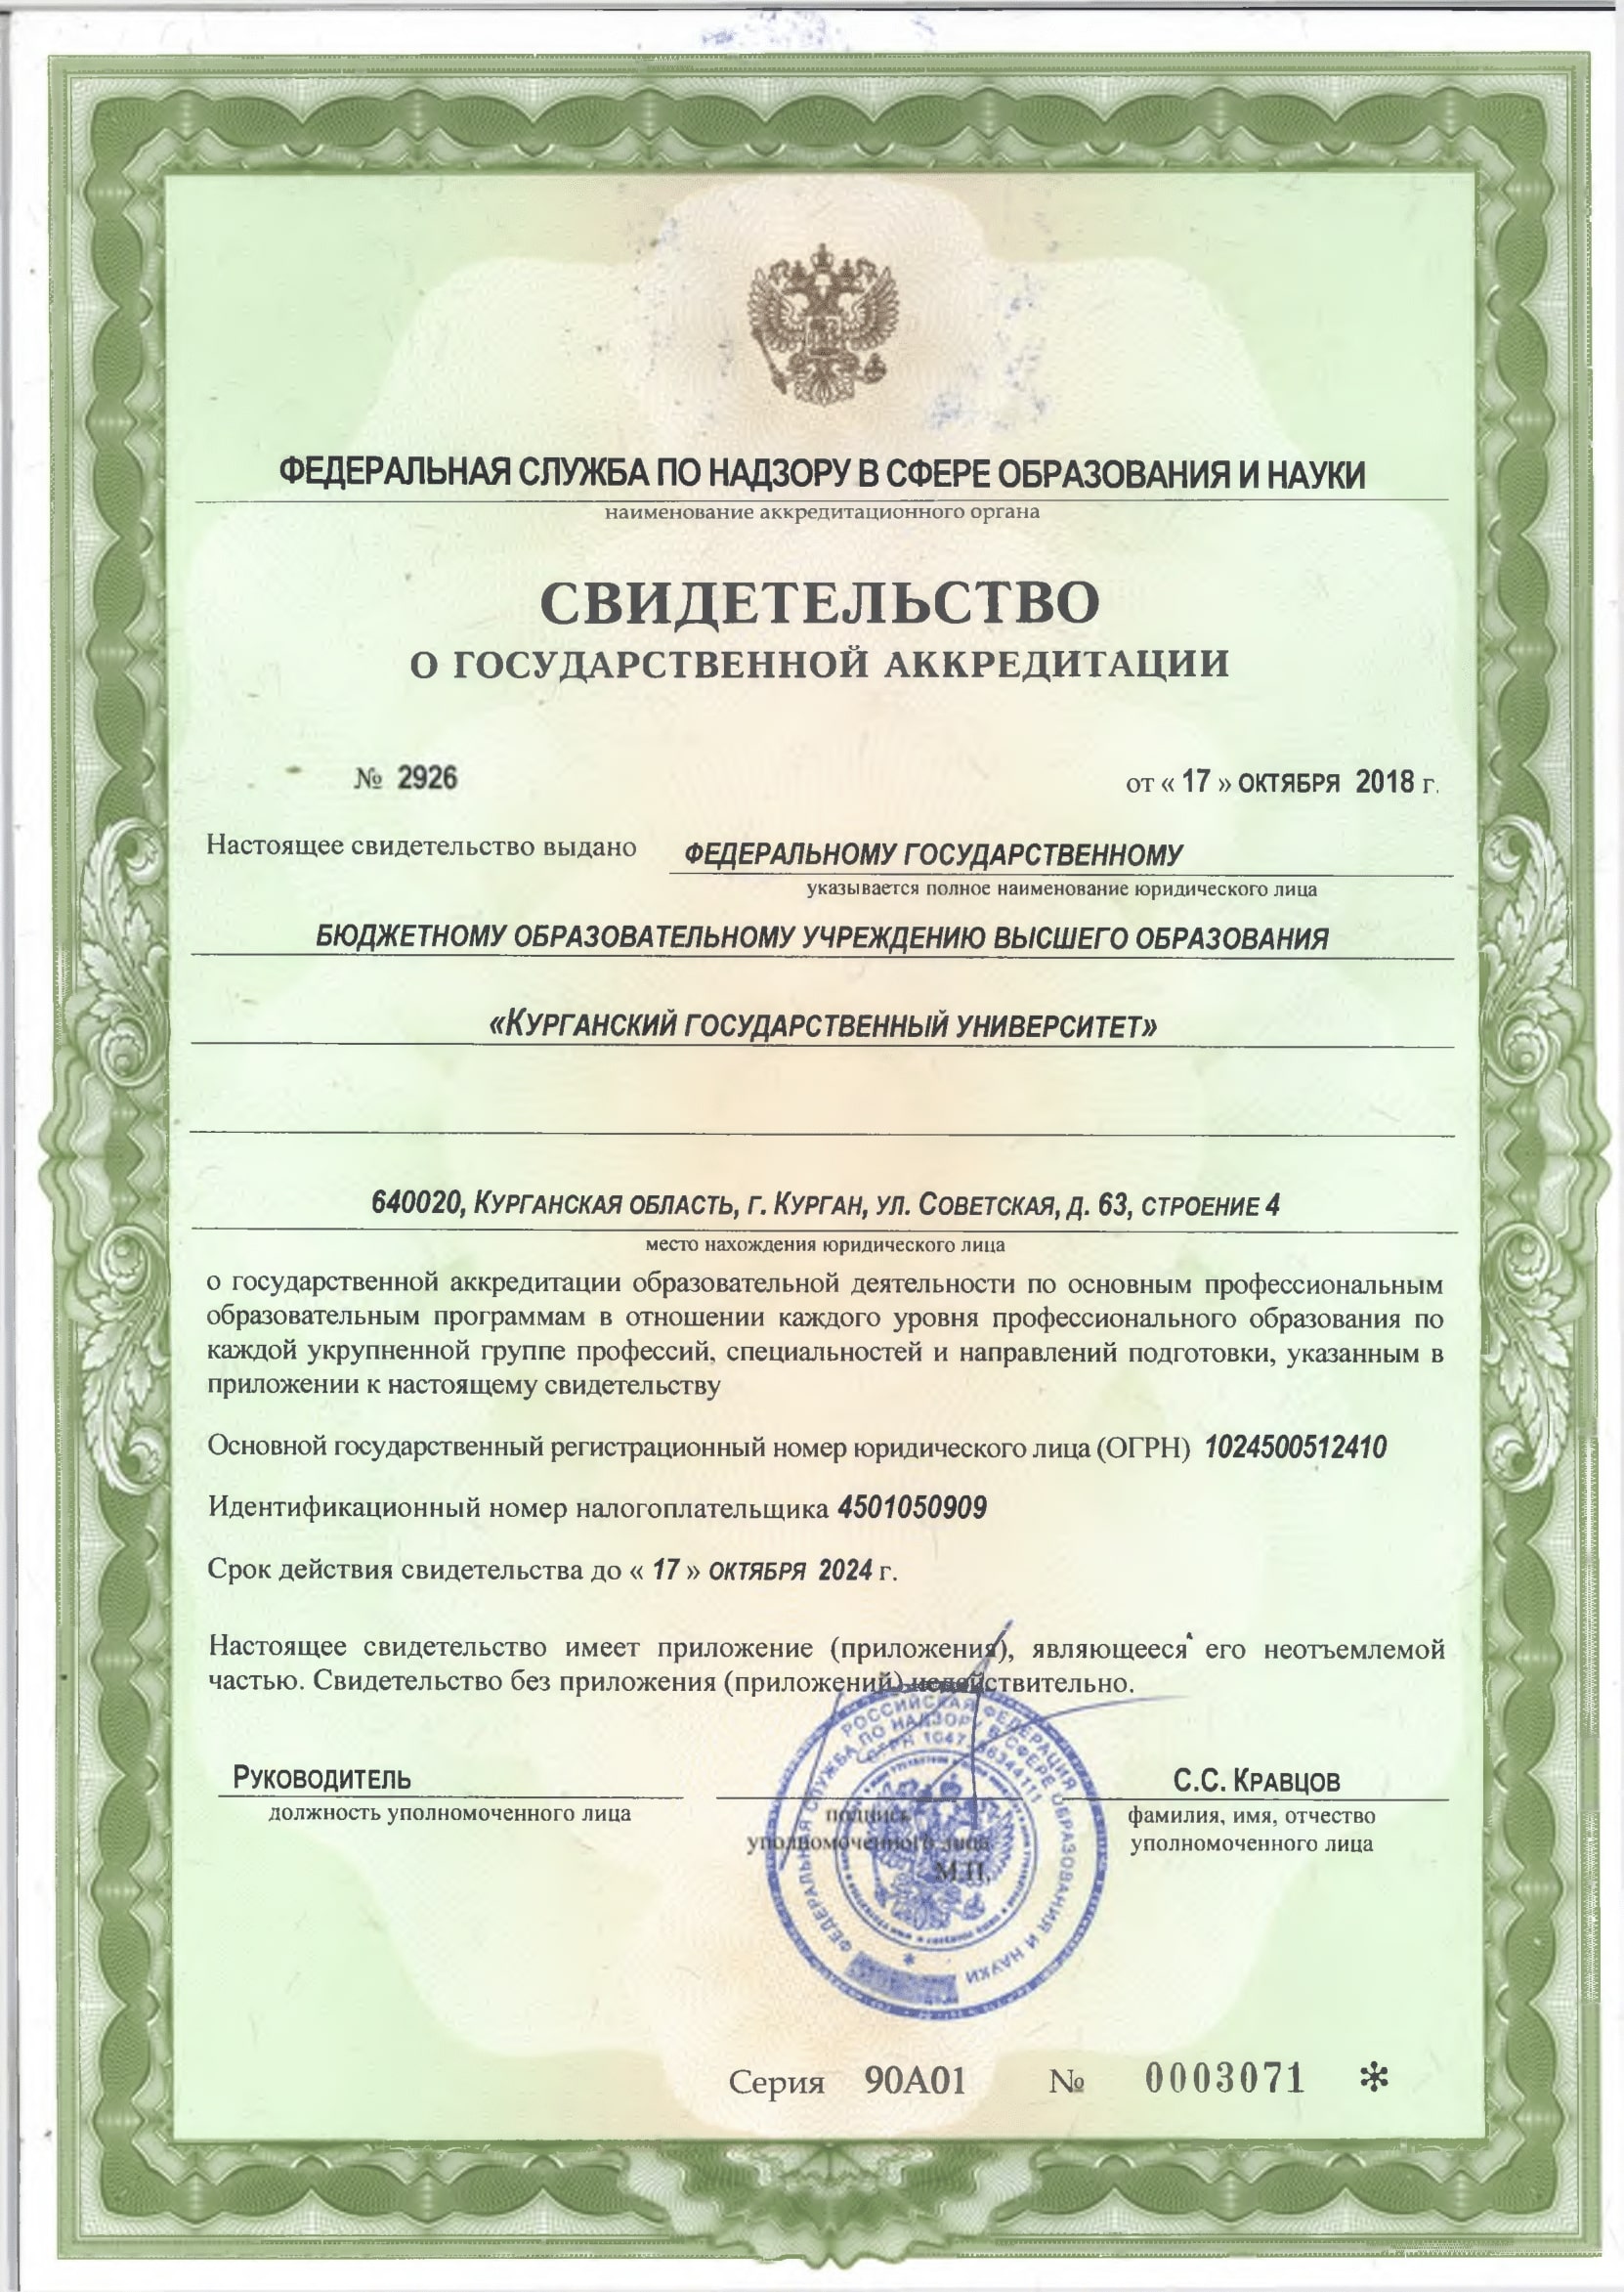 ФЕДЕРАЛЬНАЯ СЛУЖБА ПО НАДЗОРУ В СФЕРЕ ОБРАЗОВАНИЯ И НАУКИ
наименование аккредитационного органа
СВИДЕТЕЛЬСТВО
О ГОСУДАРСТВЕННОЙ АККРЕДИТАЦИИ
№ 2926 от « 17 » ОКТЯБРЯ 2018 г.
Настоящее свидетельство выдано ФЕДЕРАЛЬНОМУ ГОСУДАРСТВЕННОМУ
указывается полное наименование юридического лица
БЮДЖЕТНОМУ ОБРАЗОВАТЕЛЬНОМУ УЧРЕЖДЕНИЮ ВЫСШЕГО ОБРАЗОВАНИЯ
«КУРГАНСКИЙ ГОСУДАРСТВЕННЫЙ УНИВЕРСИТЕТ»
640020, КУРГАНСКАЯ ОБЛАСТЬ, Г. КУРГАН, УЛ. СОВЕТСКАЯ, Д. 63, СТРОЕНИЕ 4
место нахождения юридического лица
о государственной аккредитации образовательной деятельности по основным профессиональным
образовательным программам в отношении каждого уровня профессионального образования по
каждой укрупненной группе профессий, специальностей и направлений подготовки, указанным в
приложении к настоящему свидетельству
Основной государственный регистрационный номер юридического лица (ОГРН) 1024500512410
Идентификационный номер налогоплательщика 4501050909
Срок действия свидетельства до « 17 » ОКТЯБРЯ 2024 г.
Настоящее свидетельство имеет приложение (приложения), являющееся его неотъемлемой
частью. Свидетельство без приложения (приложений) недействительно.
РУКОВОДИТЕЛЬ
должность уполномоченного лица
подпись
уполномоченного лица
М.П.
С.С. КРАВЦОВ
фамилия, имя, отчество
уполномоченного лица
РОССИЙСКАЯ ФЕДЕРАЦИЯ
ФЕДЕРАЛЬНАЯ СЛУЖБА ПО НАДЗОРУ В СФЕРЕ ОБРАЗОВАНИЯ И НАУКИ
Серия 90А01 № 0003071 *